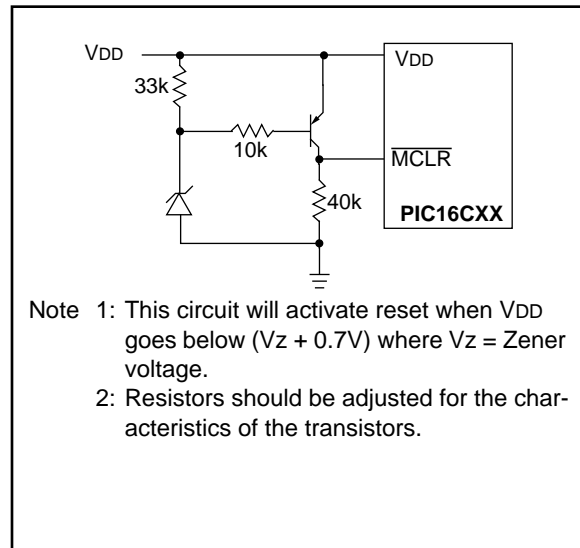 VDD
VDD
33k
10k
MCLR
40k
PIC16CXX
Note 1: This circuit will activate reset when VDD
goes below (Vz + 0.7V) where Vz = Zener
voltage.
2: Resistors should be adjusted for the char-
acteristics of the transistors.